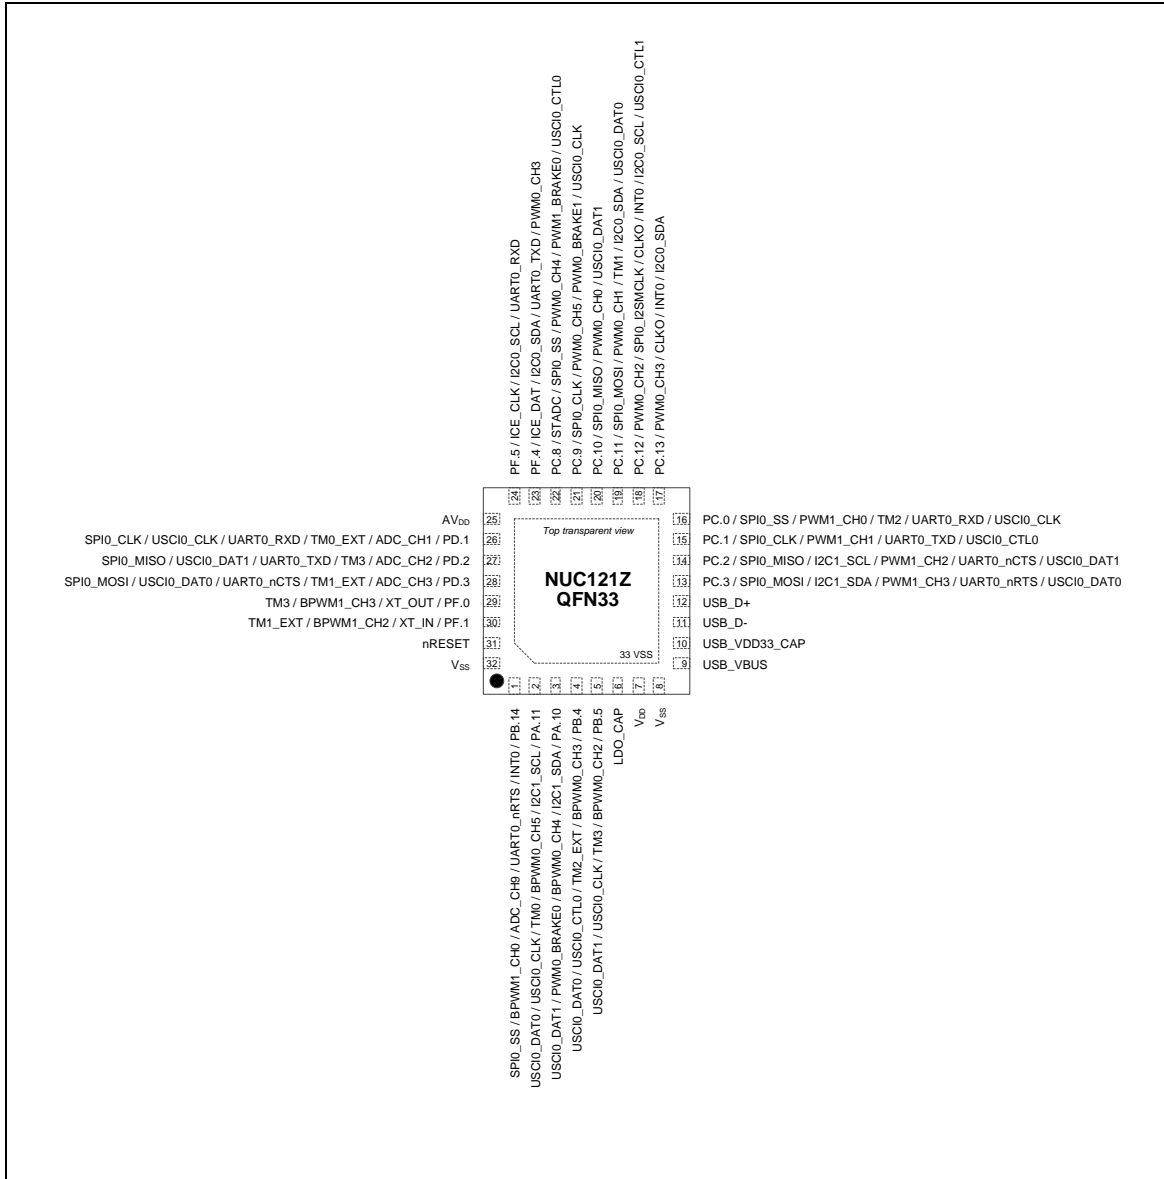 PF.5 / ICE_CLK / I2C0_SCL / UART0_RXD
PF.4 / ICE_DAT / I2C0_SDA / UART0_TXD / PWM0_CH3
PC.8 / STADC / SPI0_SS / PWM0_CH4 / PWM1_BRAKE0 / USCI0_CTL0
PC.9 / SPI0_CLK / PWM0_CH5 / PWM0_BRAKE1 / USCI0_CLK
PC.10 / SPI0_MISO / PWM0_CH0 / USCI0_DAT1
PC.11 / SPI0_MOSI / PWM0_CH1 / TM1 / I2C0_SDA / USCI0_DAT0
PC.12 / PWM0_CH2 / SPI0_I2SMCLK / CLKO / INT0 / I2C0_SCL / USCI0_CTL1
PC.13 / PWM0_CH3 / CLKO / INT0 / I2C0_SDA
24 23 22 21 20 19 18 17
AVDD 25
SPI0_CLK / USCI0_CLK / UART0_RXD / TM0_EXT / ADC_CH1 / PD.1 26
SPI0_MISO / USCI0_DAT1 / UART0_TXD / TM3 / ADC_CH2 / PD.2 27
SPI0_MOSI / USCI0_DAT0 / UART0_nCTS / TM1_EXT / ADC_CH3 / PD.3 28
TM3 / BPWM1_CH3 / XT_OUT / PF.0 29
TM1_EXT / BPWM1_CH2 / XT_IN / PF.1 30
nRESET 31
VSS 32
Top transparent view
NUC121Z
QFN33
33 VSS
16 PC.0 / SPI0_SS / PWM1_CH0 / TM2 / UART0_RXD / USCI0_CLK
15 PC.1 / SPI0_CLK / PWM1_CH1 / UART0_TXD / USCI0_CTL0
14 PC.2 / SPI0_MISO / I2C1_SCL / PWM1_CH2 / UART0_nCTS / USCI0_DAT1
13 PC.3 / SPI0_MOSI / I2C1_SDA / PWM1_CH3 / UART0_nRTS / USCI0_DAT0
12 USB_D+
11 USB_D-
10 USB_VDD33_CAP
9 USB_VBUS
1 2 3 4 5 6 7 8
SPI0_SS / BPWM1_CH0 / ADC_CH9 / UART0_nRTS / INT0 / PB.14
USCI0_DAT0 / USCI0_CLK / TM0 / BPWM0_CH5 / I2C1_SCL / PA.11
USCI0_DAT1 / PWM0_BRAKE0 / BPWM0_CH4 / I2C1_SDA / PA.10
USCI0_DAT0 / USCI0_CTL0 / TM2_EXT / BPWM0_CH3 / PB.4
USCI0_DAT1 / USCI0_CLK / TM3 / BPWM0_CH2 / PB.5
LDO_CAP
VDD
VSS